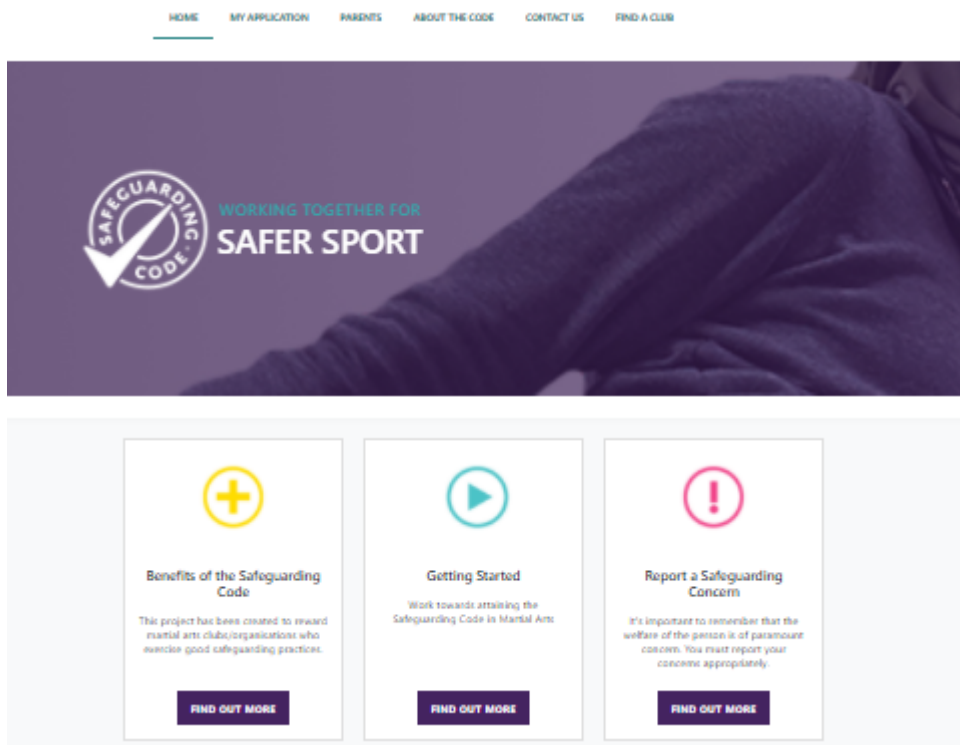 HOME MY APPLICATION PARENTS ABOUT THE CODE CONTACT US FIND A CLUB
SAFEGUARDING CODE
WORKING TOGETHER FOR
SAFER SPORT
Benefits of the Safeguarding
Code
This project has been created to reward
martial arts clubs/organisations who
exercise good safeguarding practices.
FIND OUT MORE
Getting Started
Work towards attaining the
Safeguarding Code in Martial Arts
FIND OUT MORE
Report a Safeguarding
Concern
It's important to remember that the
welfare of the person is of paramount
concern. You must report your
concerns appropriately.
FIND OUT MORE